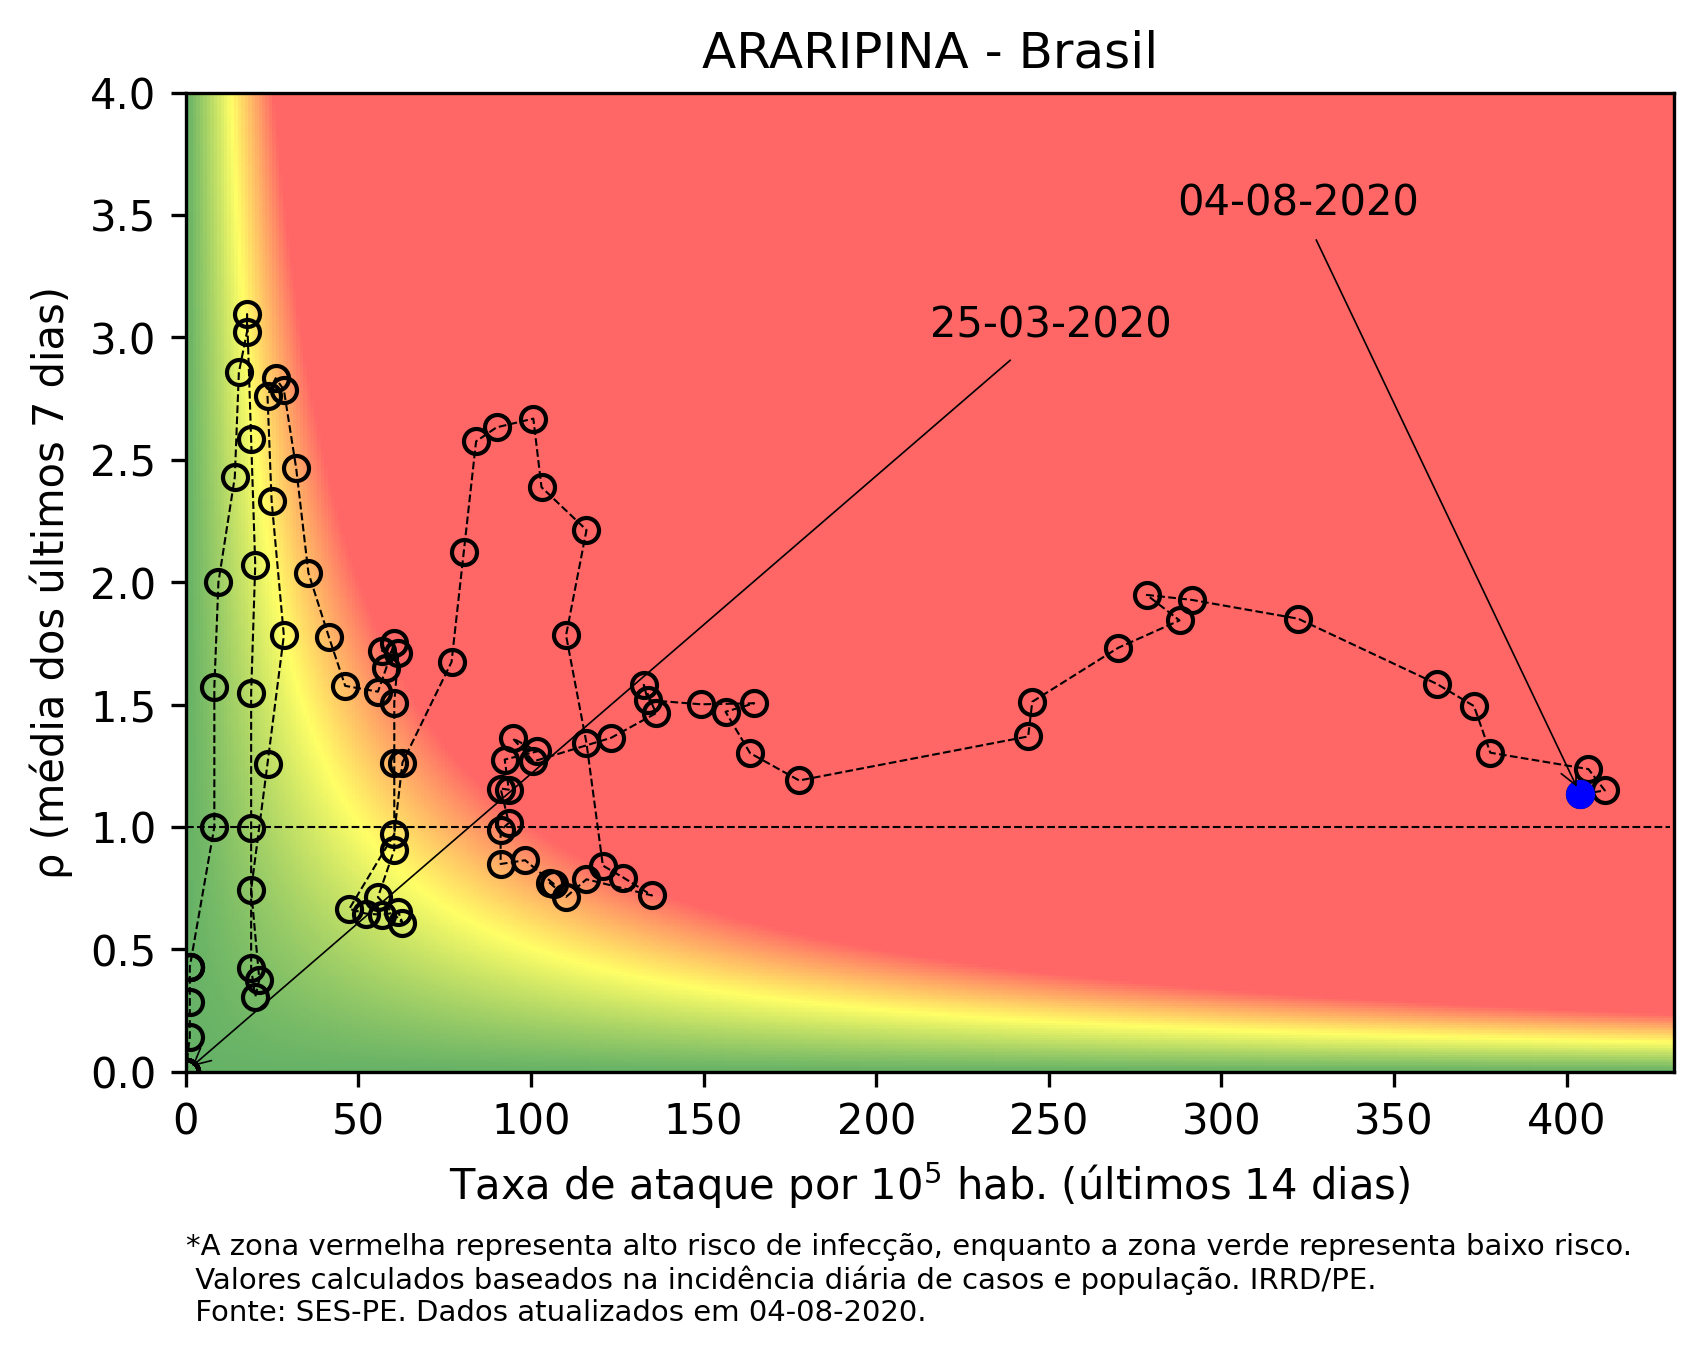 ARARIPINA - Brasil
4.0
3.5
3.0
2.5
2.0
1.5
1.0
0.5
0.0
ρ (média dos últimos 7 dias)
04-08-2020
25-03-2020
0 50 100 150 200 250 300 350 400
Taxa de ataque por 10⁵ hab. (últimos 14 dias)
*A zona vermelha representa alto risco de infecção, enquanto a zona verde representa baixo risco.
Valores calculados baseados na incidência diária de casos e população. IRRD/PE.
Fonte: SES-PE. Dados atualizados em 04-08-2020.